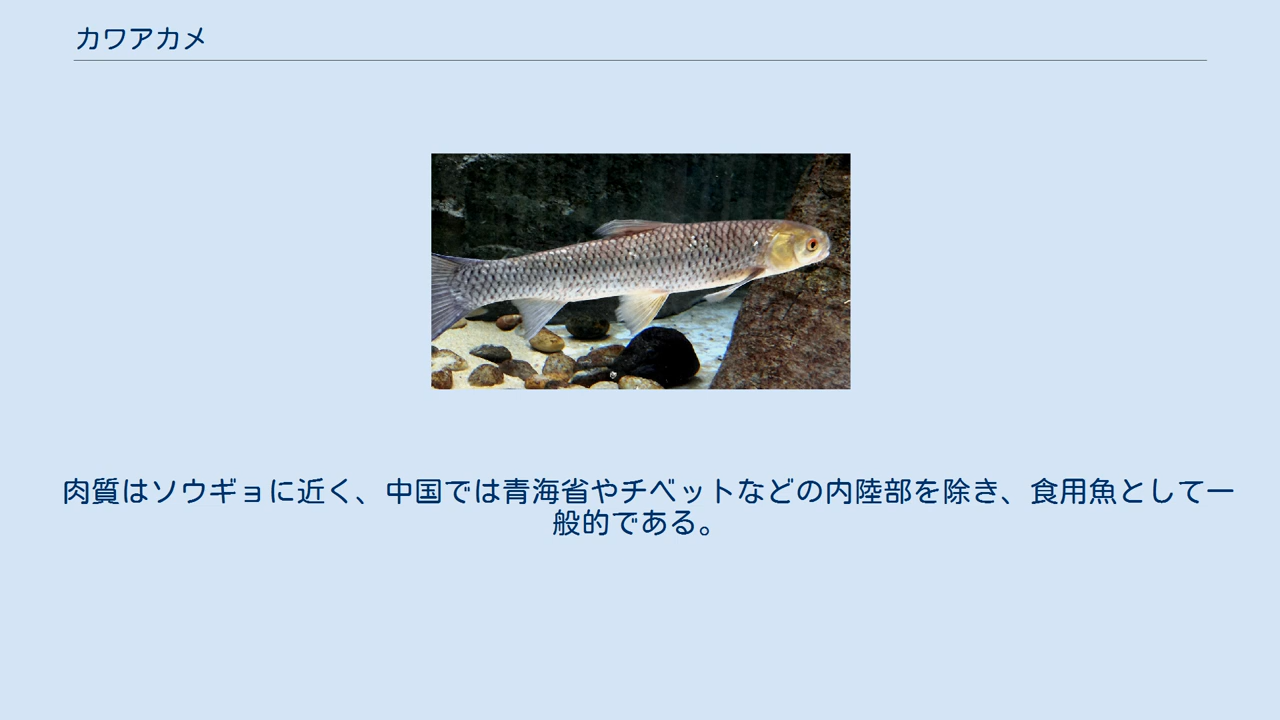 カワアカメ
肉質はソウギョに近く、中国では青海省やチベットなどの内陸部を除き、食用魚として一
般的である。